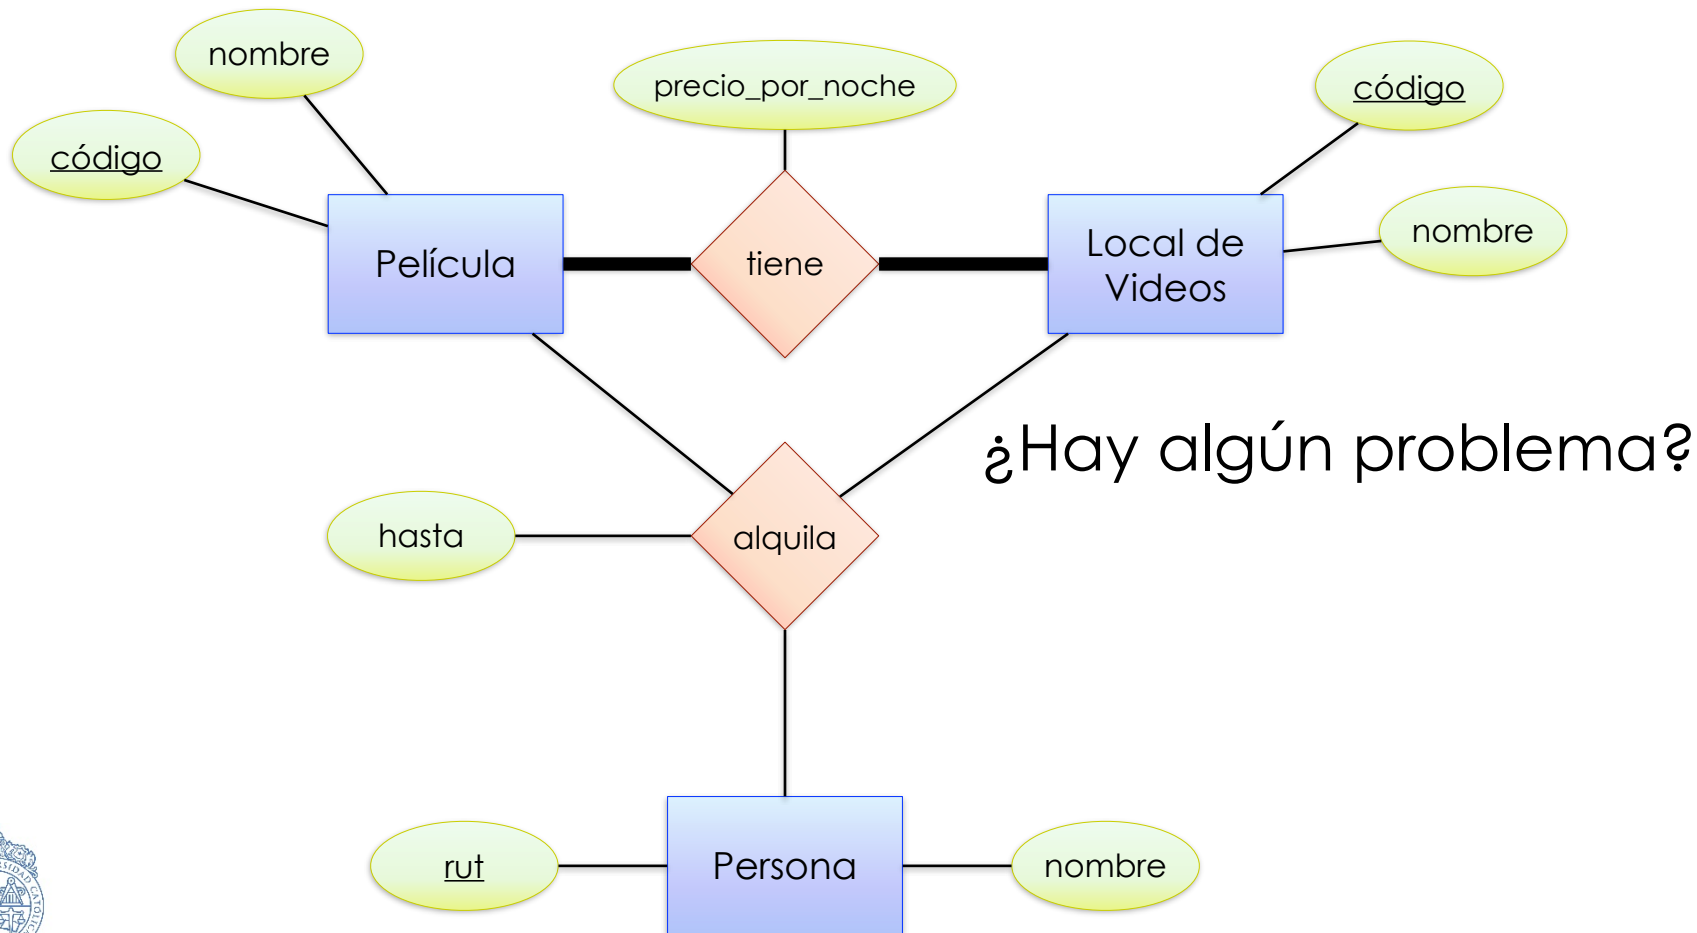 nombre
precio_por_noche
código
código
nombre
Película
tiene
Local de
Videos
¿Hay algún problema?
hasta
alquila
rut
Persona
nombre